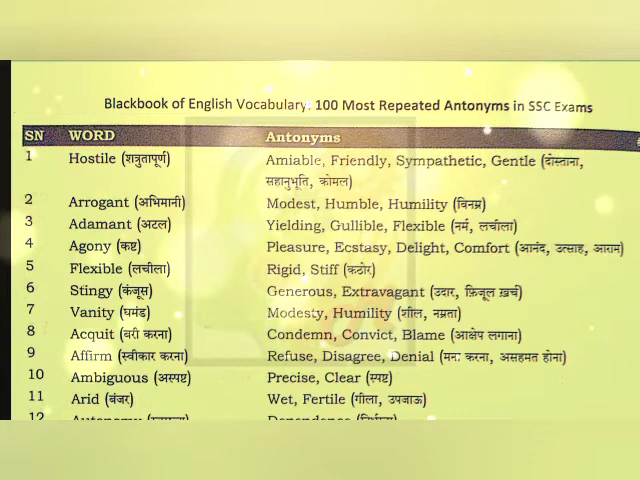 Blackbook of English Vocabulary. 100 Most Repeated Antonyms in SSC Exams
SN WORD Antonyms
1 Hostile (शत्रुतापूर्ण) Amiable, Friendly, Sympathetic, Gentle (दोस्ताना,
सहानुभूति, कोमल)
2 Arrogant (अभिमानी) Modest, Humble, Humility (विनम्र)
3 Adamant (अटल) Yielding, Gullible, Flexible (नर्म, लचीला)
4 Agony (कष्ट) Pleasure, Ecstasy, Delight, Comfort (आनंद, उत्साह, आराम)
5 Flexible (लचीला) Rigid, Stiff (कठोर)
6 Stingy (कंजूस) Generous, Extravagant (उदार, फ़िजूल ख़र्च)
7 Vanity (घमंड) Modesty, Humility (शील, नम्रता)
8 Acquit (बरी करना) Condemn, Convict, Blame (आक्षेप लगाना)
9 Affirm (स्वीकार करना) Refuse, Disagree, Denial (मना करना, असहमत होना)
10 Ambiguous (अस्पष्ट) Precise, Clear (स्पष्ट)
11 Arid (बंजर) Wet, Fertile (गीला, उपजाऊ)
12 Autonomy Dependence